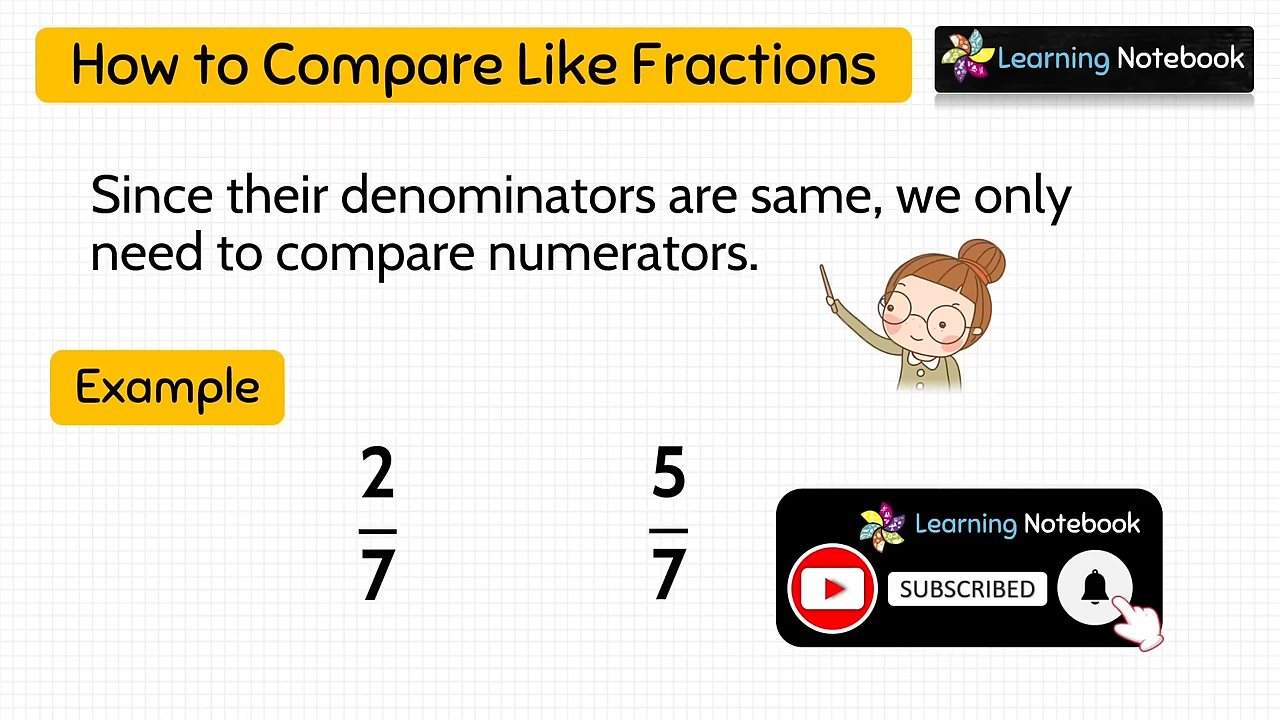 How to Compare Like Fractions
Learning Notebook
Since their denominators are same, we only
need to compare numerators.
Example
2
7
5
7
Learning Notebook
SUBSCRIBED